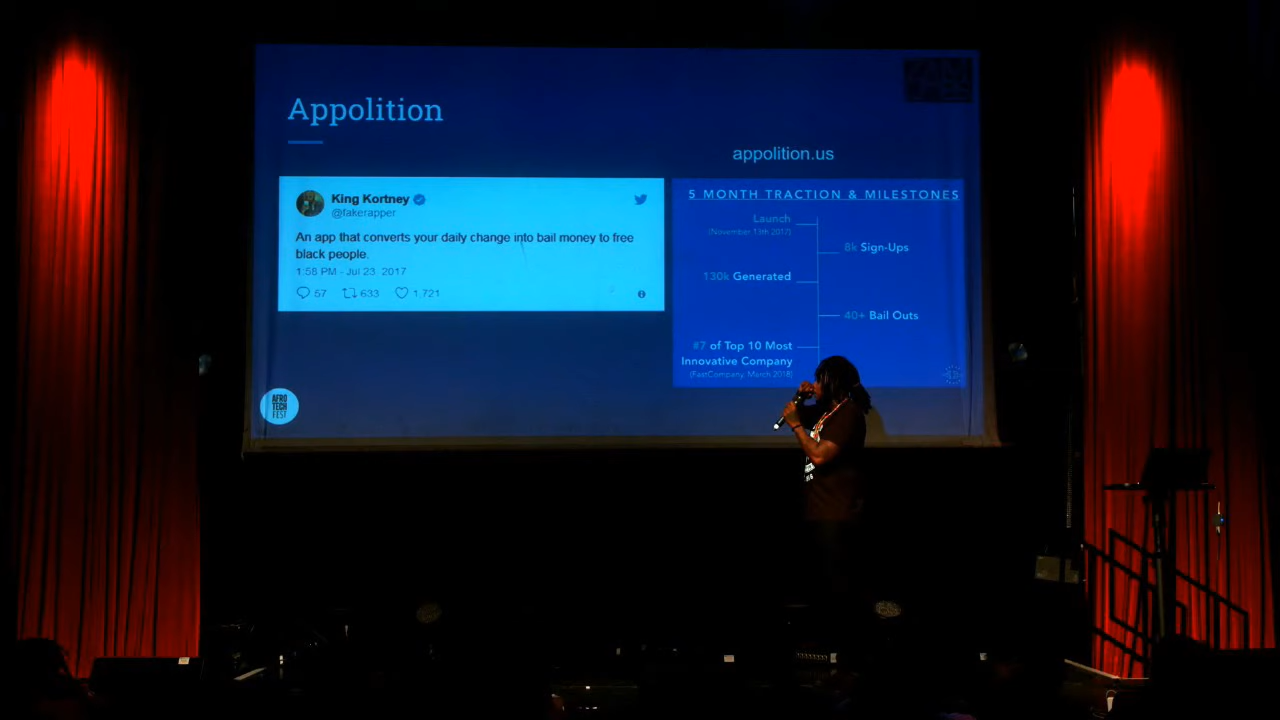 Appolition
appolition.us
King Kortney
@fakerapper
An app that converts your daily change into bail money to free
black people.
1:58 PM - Jul 23, 2017
57 633 1,721
5 MONTH TRACTION & MILESTONES
Launch
(November 13th 2017)
8k Sign-Ups
130k Generated
40+ Bail Outs
#7 of Top 10 Most
Innovative Company
(FastCompany, March 2018)
AFRO
TECH
FEST